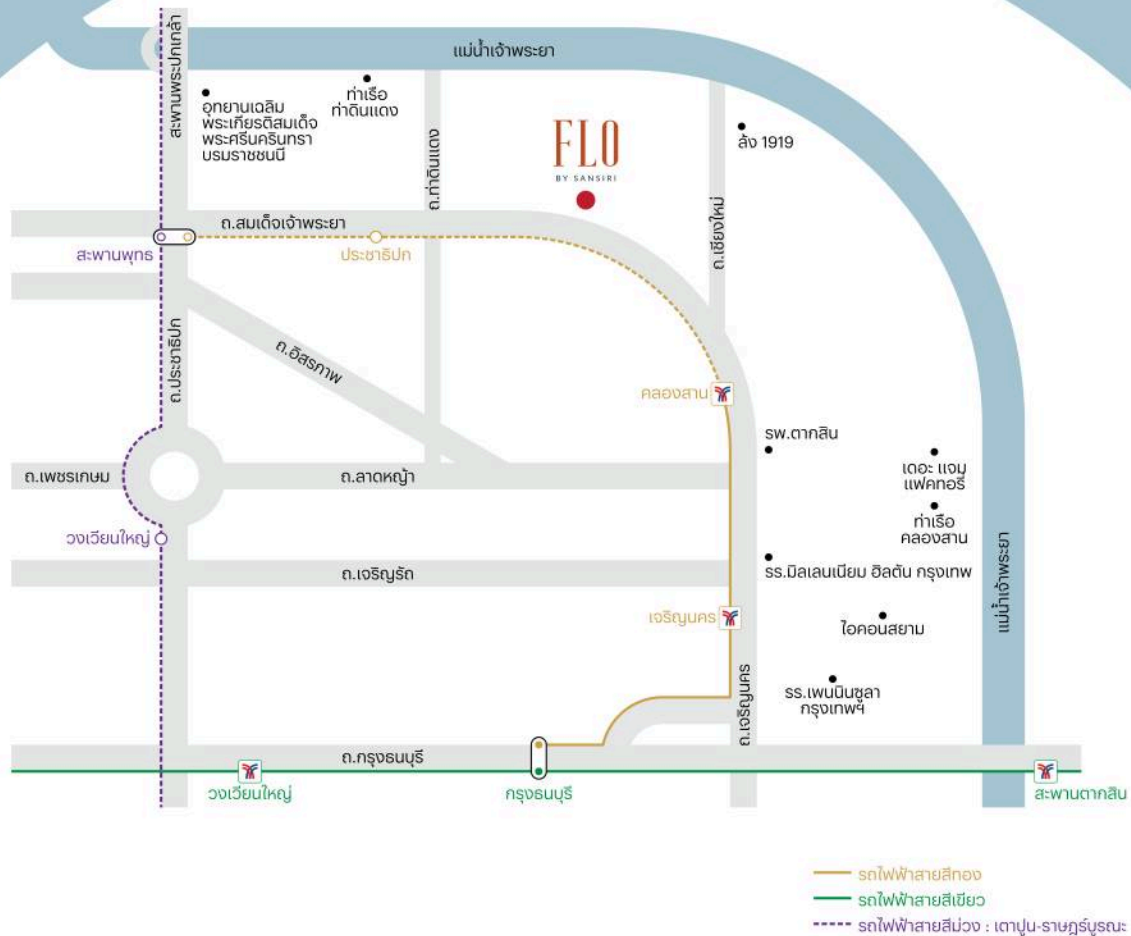 แม่น้ำเจ้าพระยา
สะพานพระปกเกล้า
อุทยานเฉลิม
พระเกียรติสมเด็จ
พระศรีนครินทรา
บรมราชชนนี
ท่าเรือ
ท่าดินแดง
ถ.ท่าดินแดง
FLO
BY SANSIRI
ล้ง 1919
ถ.เชียงใหม่
ถ.สมเด็จเจ้าพระยา
สะพานพุทธ
ประชาธิปก
ถ.ประชาธิปก
ถ.อิสรภาพ
คลองสาน
รพ.ตากสิน
ถ.เพชรเกษม
ถ.ลาดหญ้า
เดอะ แจม
แฟคทอรี่
ท่าเรือ
คลองสาน
วงเวียนใหญ่
ถ.เจริญรัถ
รร.มิลเลนเนียม ฮิลตัน กรุงเทพ
แม่น้ำเจ้าพระยา
เจริญนคร
ไอคอนสยาม
รร.เพนนินซูลา
กรุงเทพฯ
ถ.เจริญนคร
ถ.กรุงธนบุรี
วงเวียนใหญ่
กรุงธนบุรี
สะพานตากสิน
รถไฟฟ้าสายสีทอง
รถไฟฟ้าสายสีเขียว
รถไฟฟ้าสายสีม่วง : เตาปูน-ราษฎร์บูรณะ